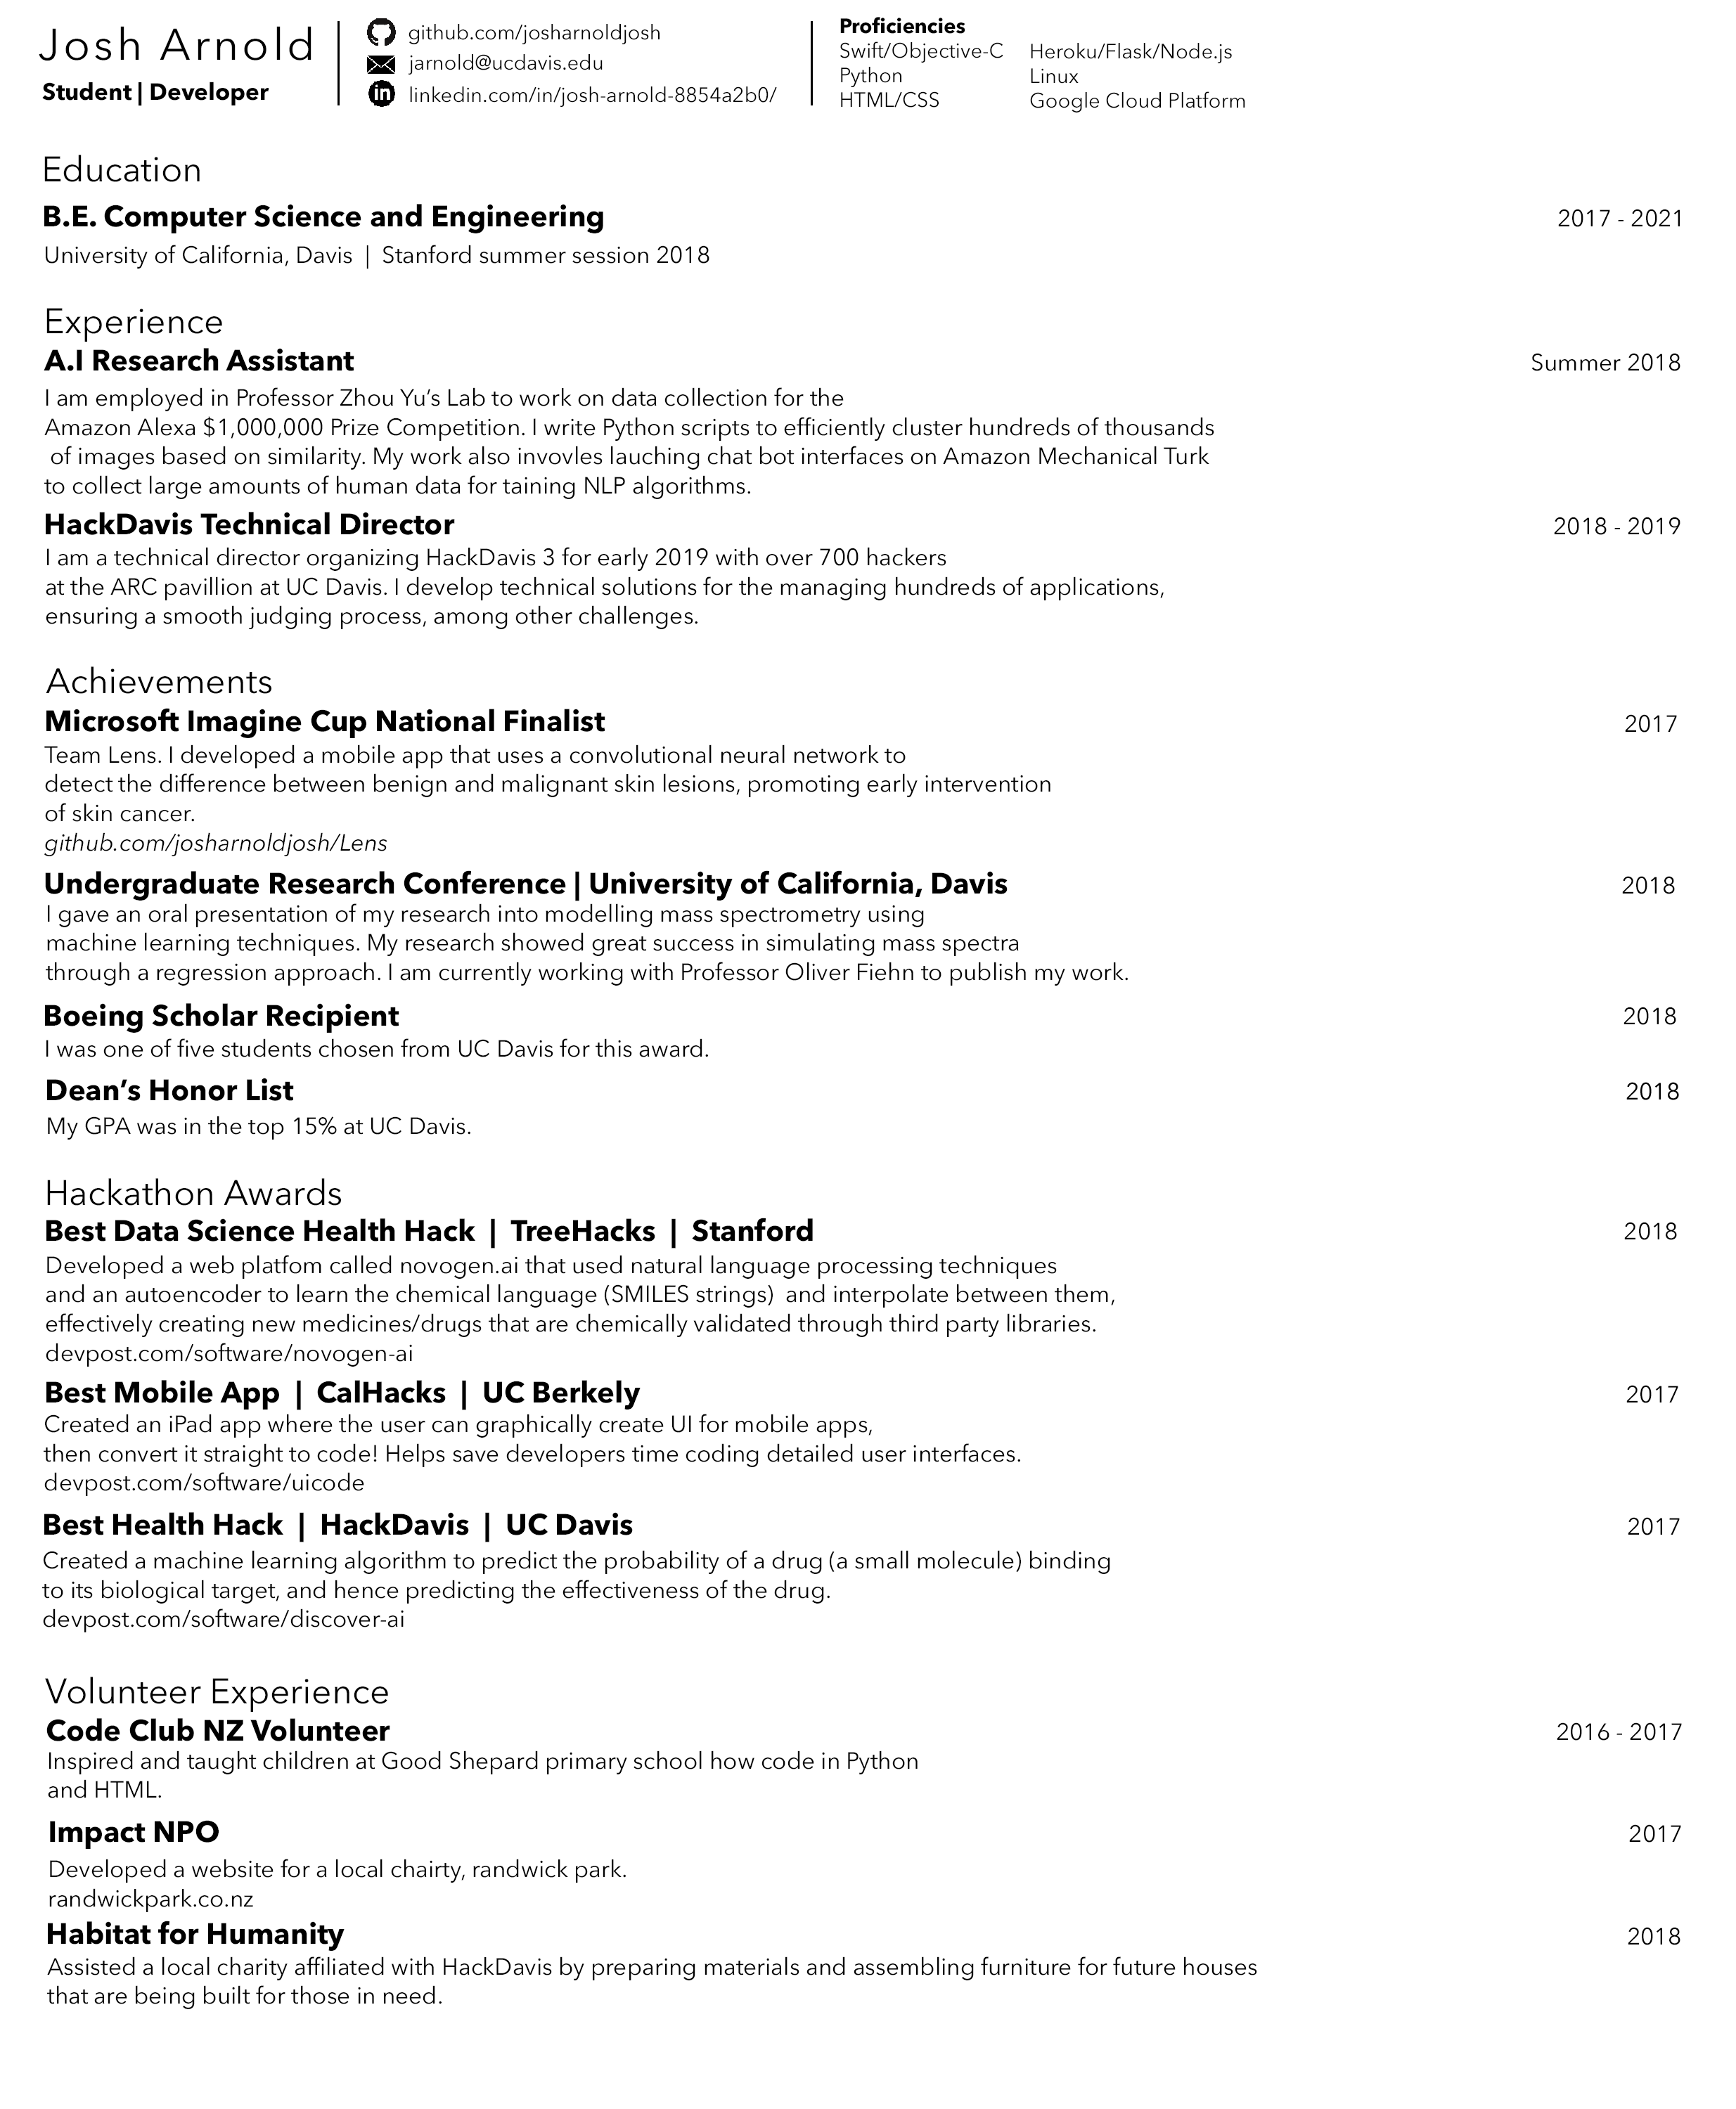 Josh Arnold
Student | Developer
github.com/josharnoldjosh
jarnold@ucdavis.edu
linkedin.com/in/josh-arnold-8854a2b0/
Proficiencies
Swift/Objective-C
Python
HTML/CSS
Heroku/Flask/Node.js
Linux
Google Cloud Platform
Education
B.E. Computer Science and Engineering 2017 - 2021
University of California, Davis | Stanford summer session 2018
Experience
A.I Research Assistant Summer 2018
I am employed in Professor Zhou Yu’s Lab to work on data collection for the
Amazon Alexa $1,000,000 Prize Competition. I write Python scripts to efficiently cluster hundreds of thousands
of images based on similarity. My work also invovles lauching chat bot interfaces on Amazon Mechanical Turk
to collect large amounts of human data for taining NLP algorithms.
HackDavis Technical Director 2018 - 2019
I am a technical director organizing HackDavis 3 for early 2019 with over 700 hackers
at the ARC pavillion at UC Davis. I develop technical solutions for the managing hundreds of applications,
ensuring a smooth judging process, among other challenges.
Achievements
Microsoft Imagine Cup National Finalist 2017
Team Lens. I developed a mobile app that uses a convolutional neural network to
detect the difference between benign and malignant skin lesions, promoting early intervention
of skin cancer.
github.com/josharnoldjosh/Lens
Undergraduate Research Conference | University of California, Davis 2018
I gave an oral presentation of my research into modelling mass spectrometry using
machine learning techniques. My research showed great success in simulating mass spectra
through a regression approach. I am currently working with Professor Oliver Fiehn to publish my work.
Boeing Scholar Recipient 2018
I was one of five students chosen from UC Davis for this award.
Dean’s Honor List 2018
My GPA was in the top 15% at UC Davis.
Hackathon Awards
Best Data Science Health Hack | TreeHacks | Stanford 2018
Developed a web platfom called novogen.ai that used natural language processing techniques
and an autoencoder to learn the chemical language (SMILES strings) and interpolate between them,
effectively creating new medicines/drugs that are chemically validated through third party libraries.
devpost.com/software/novogen-ai
Best Mobile App | CalHacks | UC Berkely 2017
Created an iPad app where the user can graphically create UI for mobile apps,
then convert it straight to code! Helps save developers time coding detailed user interfaces.
devpost.com/software/uicode
Best Health Hack | HackDavis | UC Davis 2017
Created a machine learning algorithm to predict the probability of a drug (a small molecule) binding
to its biological target, and hence predicting the effectiveness of the drug.
devpost.com/software/discover-ai
Volunteer Experience
Code Club NZ Volunteer 2016 - 2017
Inspired and taught children at Good Shepard primary school how code in Python
and HTML.
Impact NPO 2017
Developed a website for a local chairty, randwick park.
randwickpark.co.nz
Habitat for Humanity 2018
Assisted a local charity affiliated with HackDavis by preparing materials and assembling furniture for future houses
that are being built for those in need.